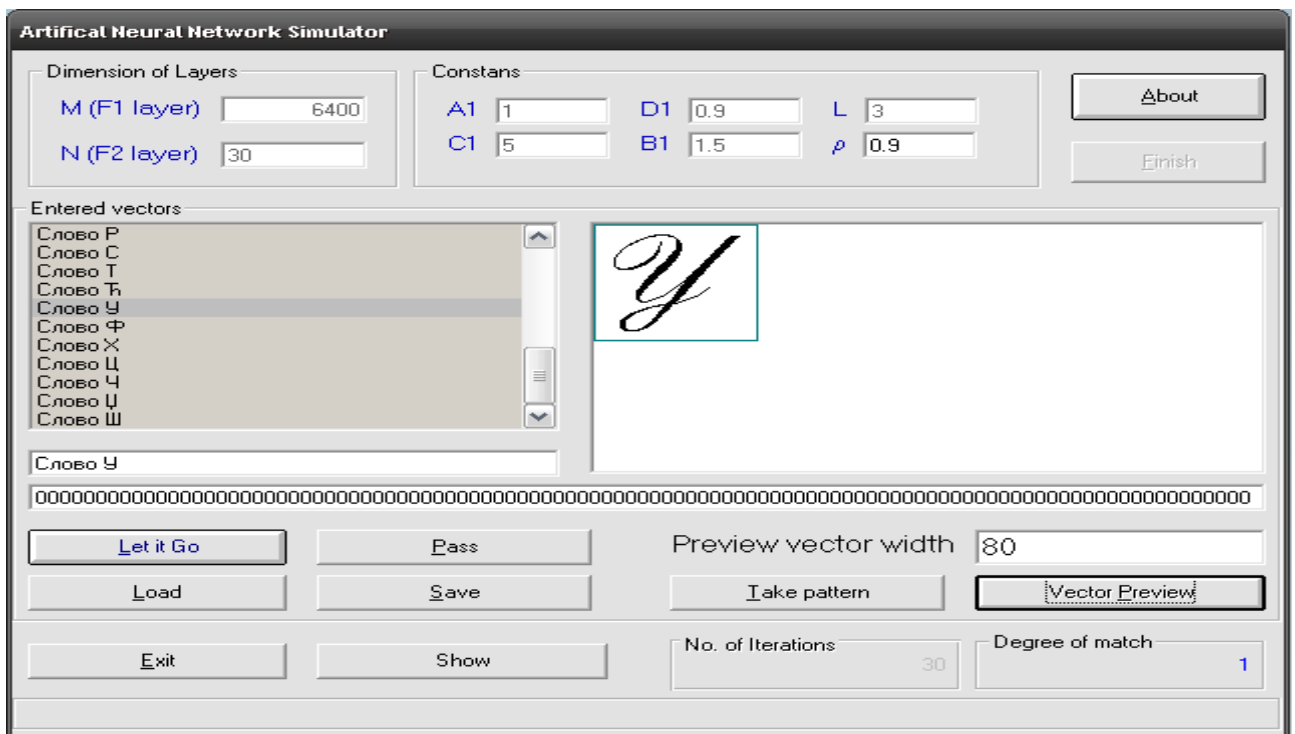 Artifical Neural Network Simulator
Dimension of Layers
M (F1 layer) 6400
N (F2 layer) 30
Constans
A1 1 D1 0.9 L 3
C1 5 B1 1.5 ρ 0.9
About
Finish
Entered vectors
Слово Р
Слово С
Слово Т
Слово Ћ
Слово У
Слово Ф
Слово Х
Слово Ц
Слово Ч
Слово Џ
Слово Ш
У
Слово У
00000000000000000000000000000000000000000000000000000000000000000000000000000000000000000000000000000
Let it Go Pass Preview vector width 80
Load Save Take pattern Vector Preview
Exit Show
No. of Iterations 30
Degree of match 1